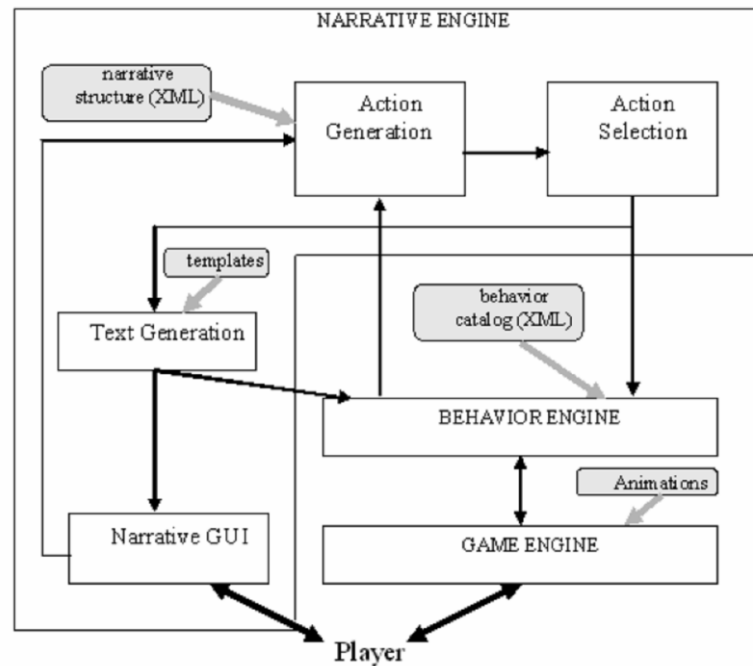 NARRATIVE ENGINE
narrative
structure (XML)
Action
Generation
Action
Selection
templates
Text Generation
behavior
catalog (XML)
BEHAVIOR ENGINE
Animations
Narrative GUI
GAME ENGINE
Player